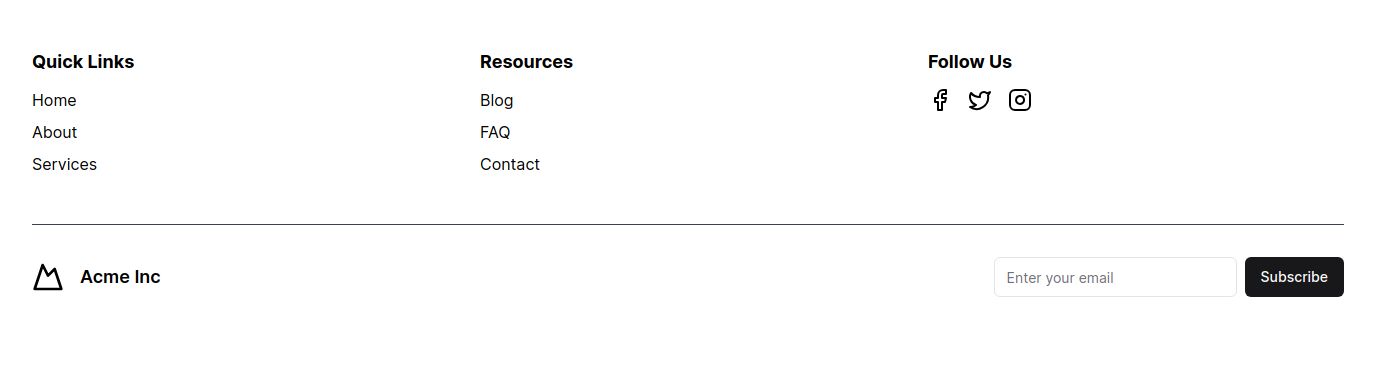 Quick Links
Home
About
Services
Resources
Blog
FAQ
Contact
Follow Us
Acme Inc
Enter your email
Subscribe